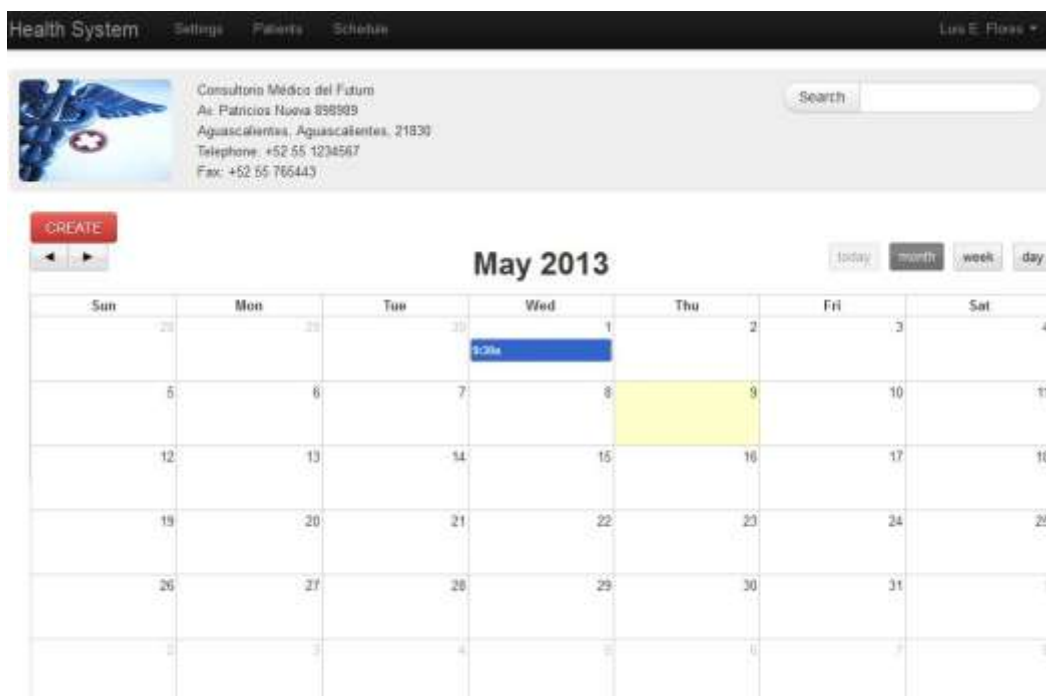 Health System Settings Patients Schedule Luis E. Flores
Consultorio Médico del Futuro
Av. Patricios Nueva 898989
Aguascalientes, Aguascalientes, 21830
Telephone: +52 55 1234567
Fax: +52 55 765443
Search
CREATE
May 2013
today month week day
Sun Mon Tue Wed Thu Fri Sat
28 29 30 1 2 3 4
9:30a
5 6 7 8 9 10 11
12 13 14 15 16 17
19 20 21 22 23 24
26 27 28 29 30 31
2 3 4 5 6 7